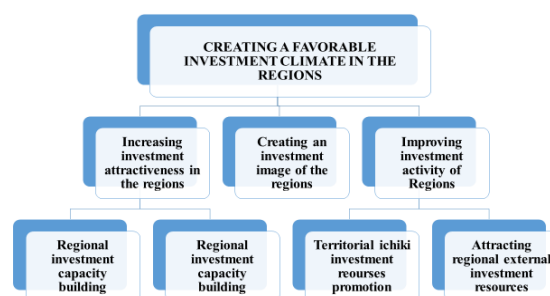 CREATING A FAVORABLE
INVESTMENT CLIMATE IN THE
REGIONS
Increasing
investment
attractiveness in
the regions
Creating an
investment
image of the
regions
Improving
investment
activity of
Regions
Regional
investment
capacity
building
Regional
investment
capacity
building
Territorial ichiki
investment
reourses
promotion
Attracting
regional external
investment
resources